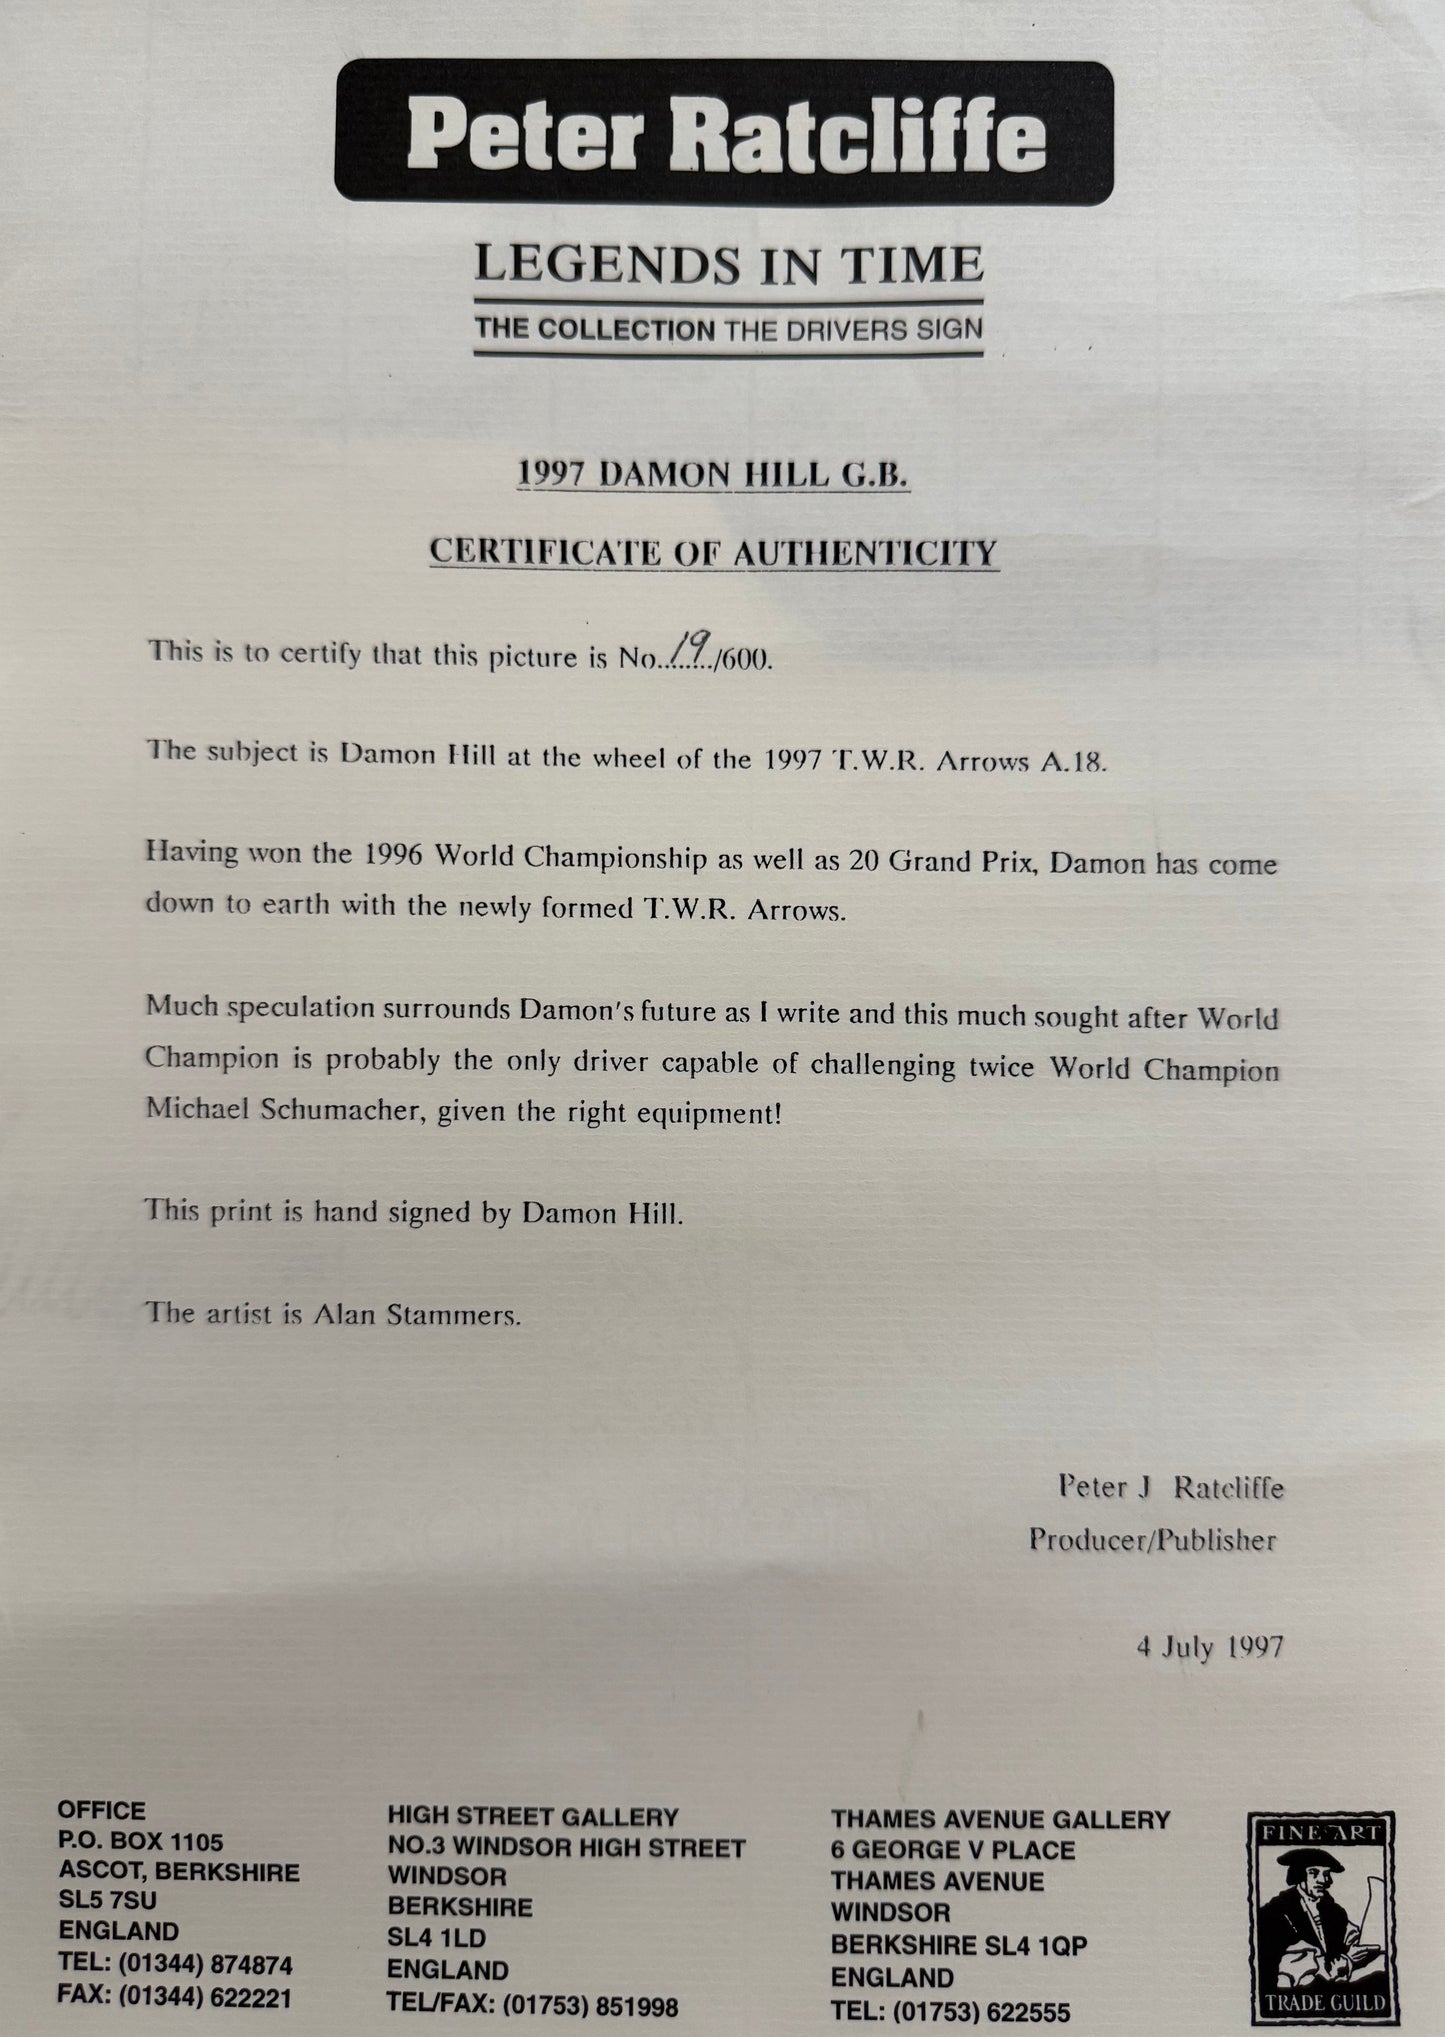 Peter Ratcliffe
LEGENDS IN TIME
THE COLLECTION THE DRIVERS SIGN
1997 DAMON HILL G.B.
CERTIFICATE OF AUTHENTICITY
This is to certify that this picture is No..19../600.
The subject is Damon Hill at the wheel of the 1997 T.W.R. Arrows A.18.
Having won the 1996 World Championship as well as 20 Grand Prix, Damon has come
down to earth with the newly formed T.W.R. Arrows.
Much speculation surrounds Damon's future as I write and this much sought after World
Champion is probably the only driver capable of challenging twice World Champion
Michael Schumacher, given the right equipment!
This print is hand signed by Damon Hill.
The artist is Alan Stammers.
Peter J Ratcliffe
Producer/Publisher
4 July 1997
OFFICE
P.O. BOX 1105
ASCOT, BERKSHIRE
SL5 7SU
ENGLAND
TEL: (01344) 874874
FAX: (01344) 622221
HIGH STREET GALLERY
NO.3 WINDSOR HIGH STREET
WINDSOR
BERKSHIRE
SL4 1LD
ENGLAND
TEL/FAX: (01753) 851998
THAMES AVENUE GALLERY
6 GEORGE V PLACE
THAMES AVENUE
WINDSOR
BERKSHIRE SL4 1QP
ENGLAND
TEL: (01753) 622555
FINE ART
TRADE GUILD